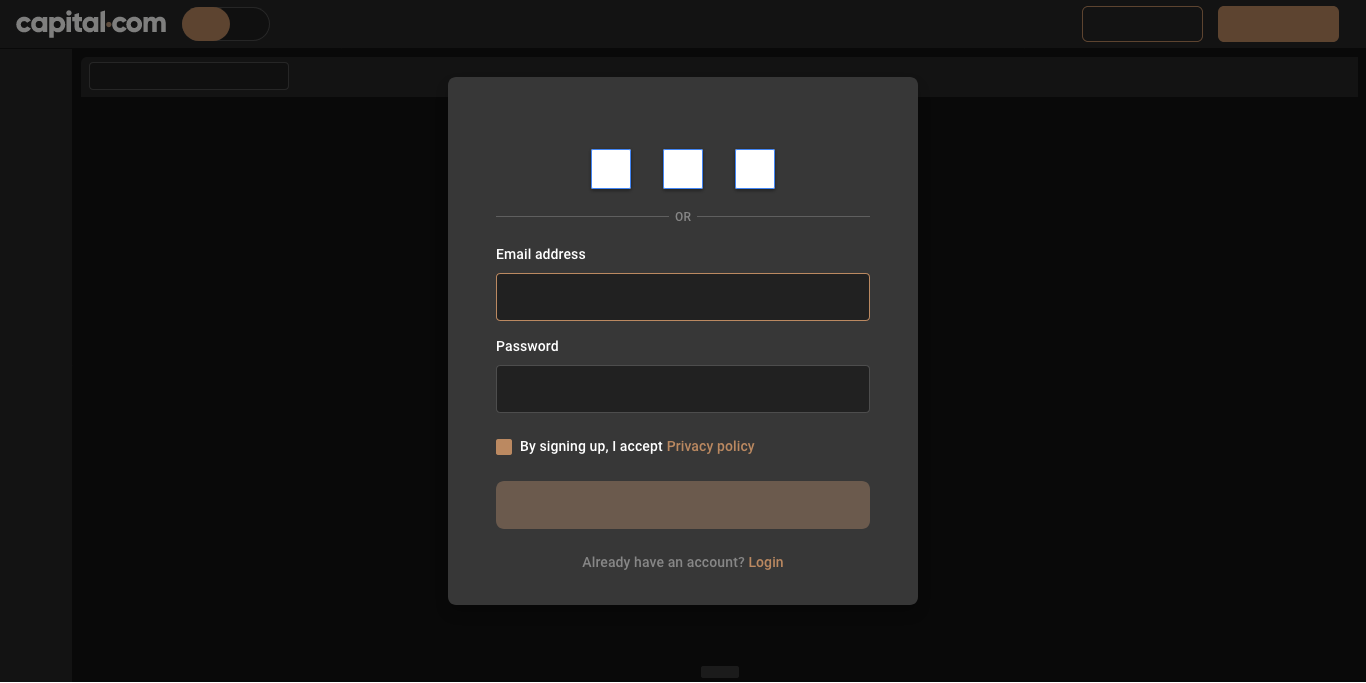 capital.com
OR
Email address
Password
By signing up, I accept Privacy policy
Already have an account? Login